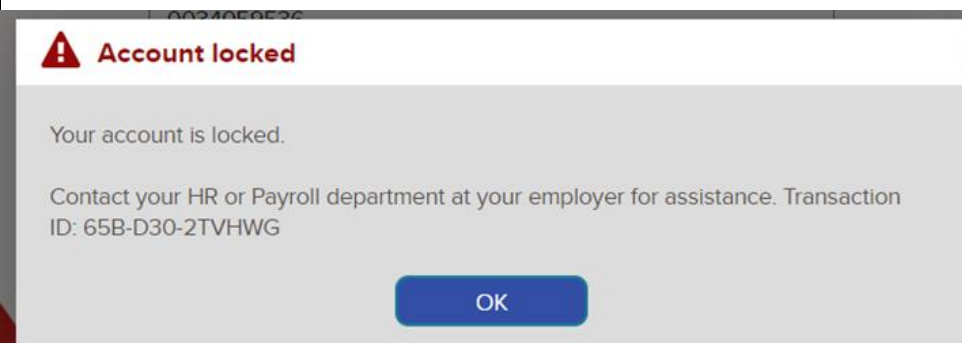 Account locked
Your account is locked.
Contact your HR or Payroll department at your employer for assistance. Transaction
ID: 65B-D30-2TVHWG
OK